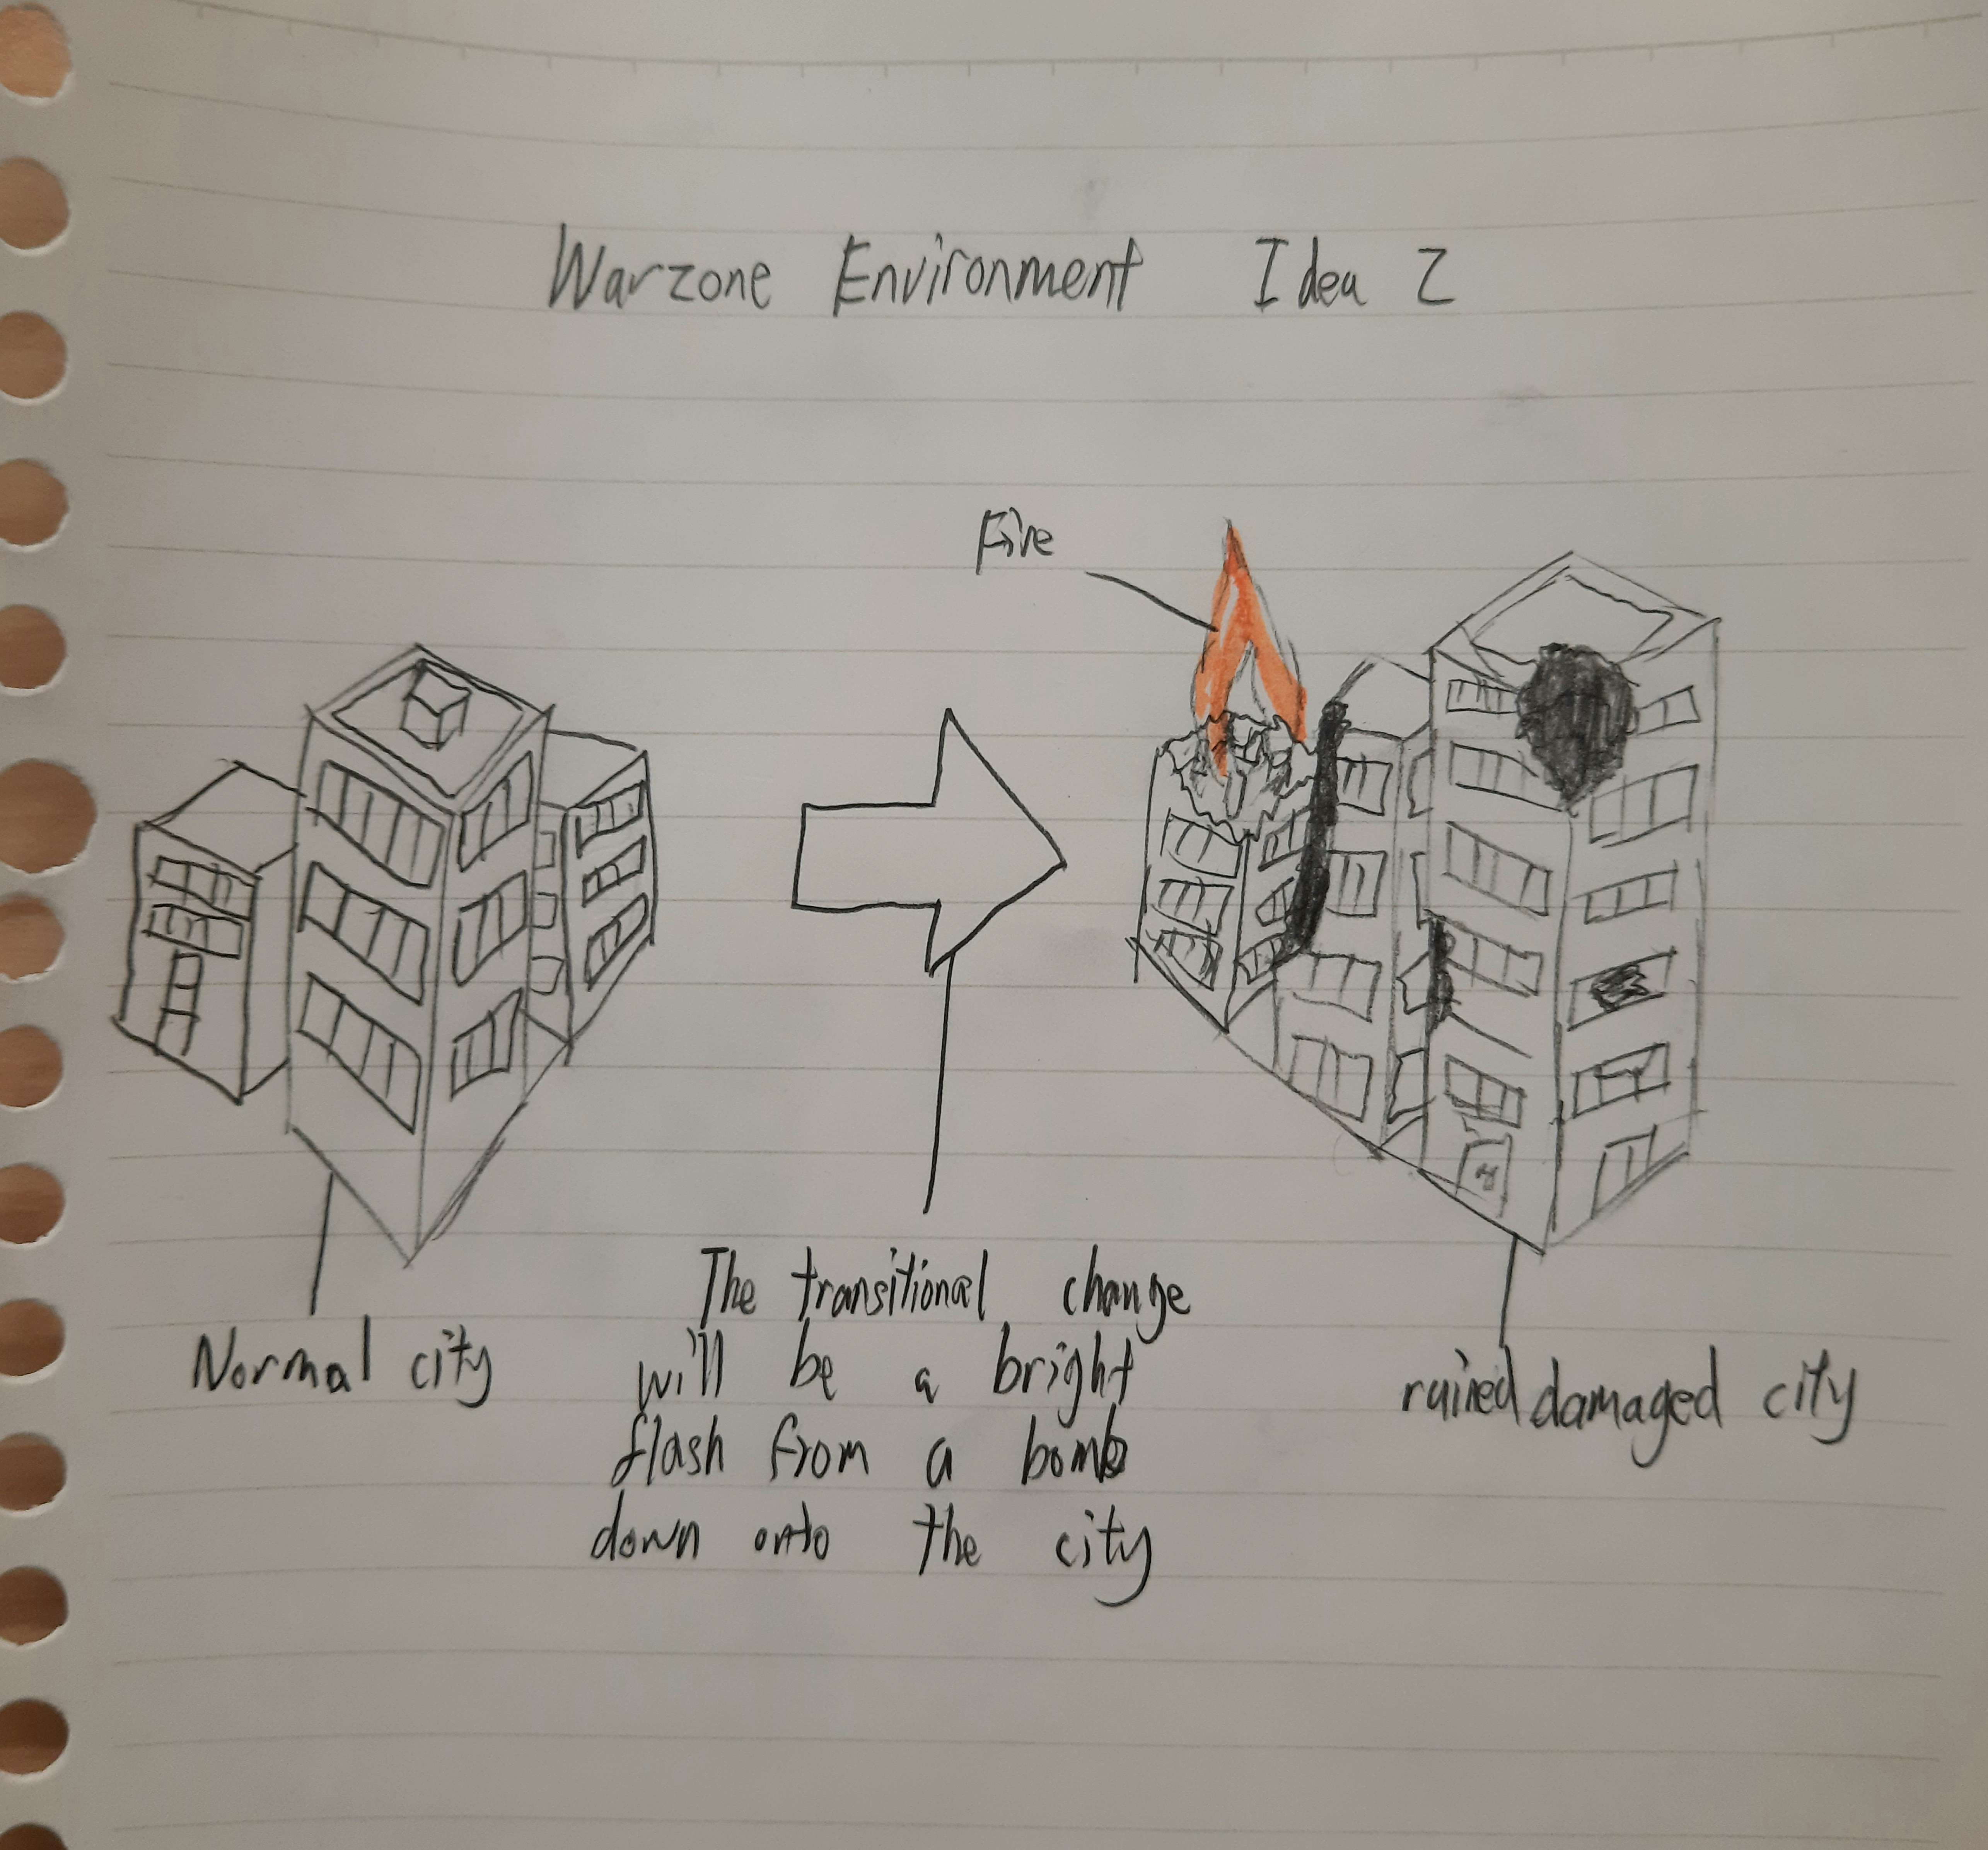 Warzone Environment Idea 2
Fire
Normal city
The transitional change
will be a bright
flash from a bomb
down onto the city
ruined damaged city